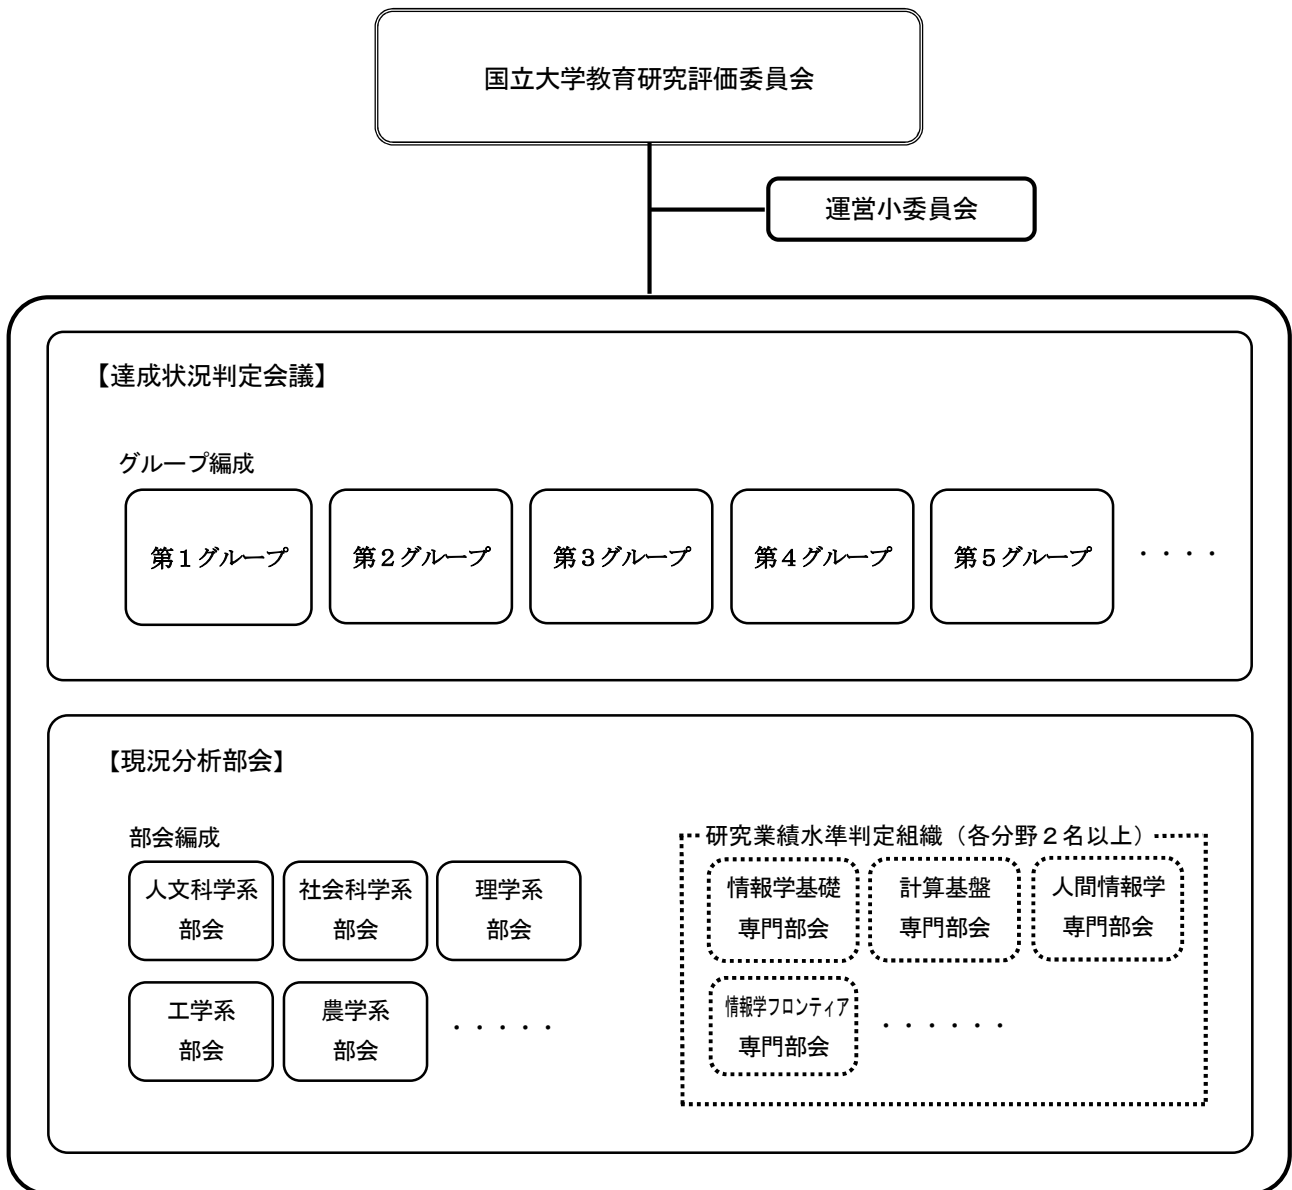 国立大学教育研究評価委員会
運営小委員会
【達成状況判定会議】
グループ編成
第１グループ
第２グループ
第３グループ
第４グループ
第５グループ
・・・・
【現況分析部会】
部会編成
人文科学系
部会
社会科学系
部会
理学系
部会
工学系
部会
農学系
部会
・・・・・
研究業績水準判定組織（各分野２名以上）
情報学基礎
専門部会
計算基盤
専門部会
人間情報学
専門部会
情報学フロンティア
専門部会
・・・・・・